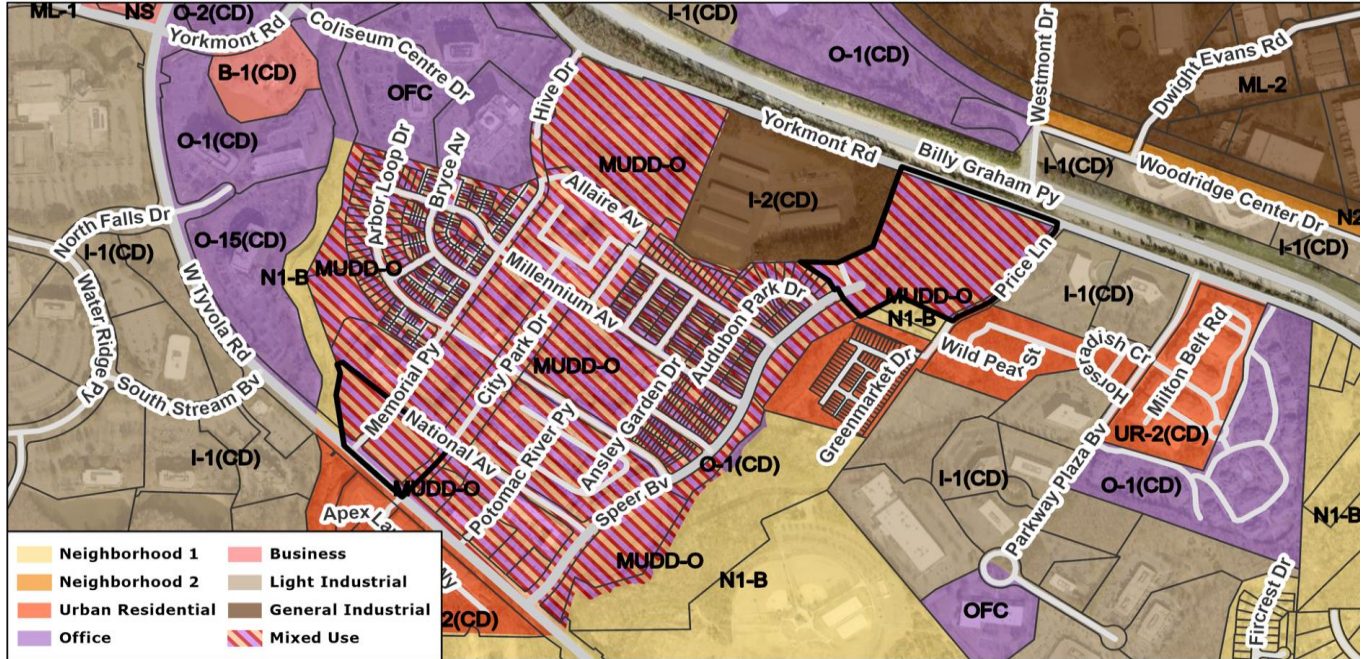 ML-1
NS
O-2(CD)
Yorkmont Rd
Coliseum Centre Dr
B-1(CD)
OFC
Hive Dr
I-1(CD)
O-1(CD)
Westmont Dr
Dwight Evans Rd
ML-2
O-1(CD)
Arbor Loop Dr
Bryce Av
MUDD-O
Yorkmont Rd
Billy Graham Py
I-1(CD)
Woodridge Center Dr
Allaire Av
I-2(CD)
N2
I-1(CD)
North Falls Dr
I-1(CD)
O-15(CD)
N1-B
MUDD-O
Millennium Av
Audubon Park Dr
MUDD-O
N1-B
Price Ln
I-1(CD)
Water Ridge Py
W Tyvola Rd
Memorial Py
City Park Dr
MUDD-O
Ansley Garden Dr
Greenmarket Dr
Wild Pear St
Horseradish Cr
Milton Belt Rd
South Stream Bv
National Av
Potomac River Py
UR-2(CD)
I-1(CD)
MUDD-O
O-1(CD)
I-1(CD)
O-1(CD)
Apex La
Speer Bv
Parkway Plaza Bv
N1-B
MUDD-O
N1-B
OFC
Fircrest Dr
2(CD)
Neighborhood 1
Neighborhood 2
Urban Residential
Office
Business
Light Industrial
General Industrial
Mixed Use